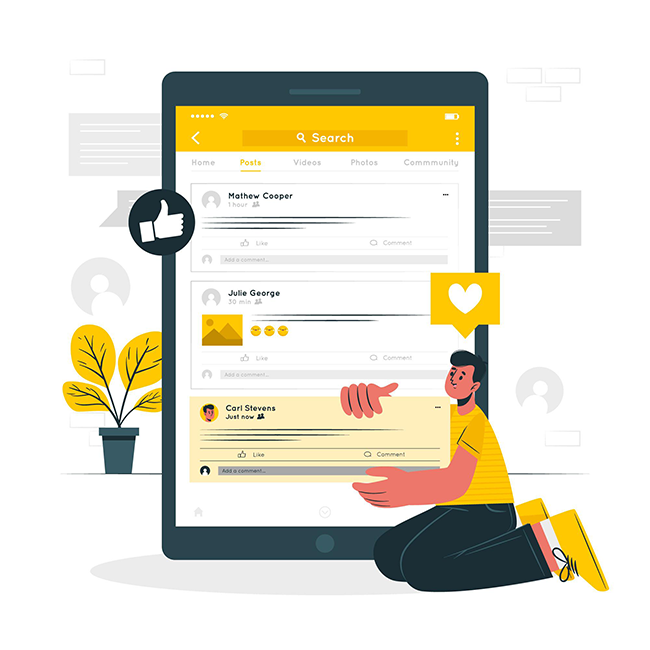 Search
Home Posts Videos Photos Commmunity
Mathew Cooper
1 hour
Like Comment
Add a comment...
Julie George
30 min
Like Comment
Add a comment...
Carl Stevens
Just now
Like Comment
Add a comment...